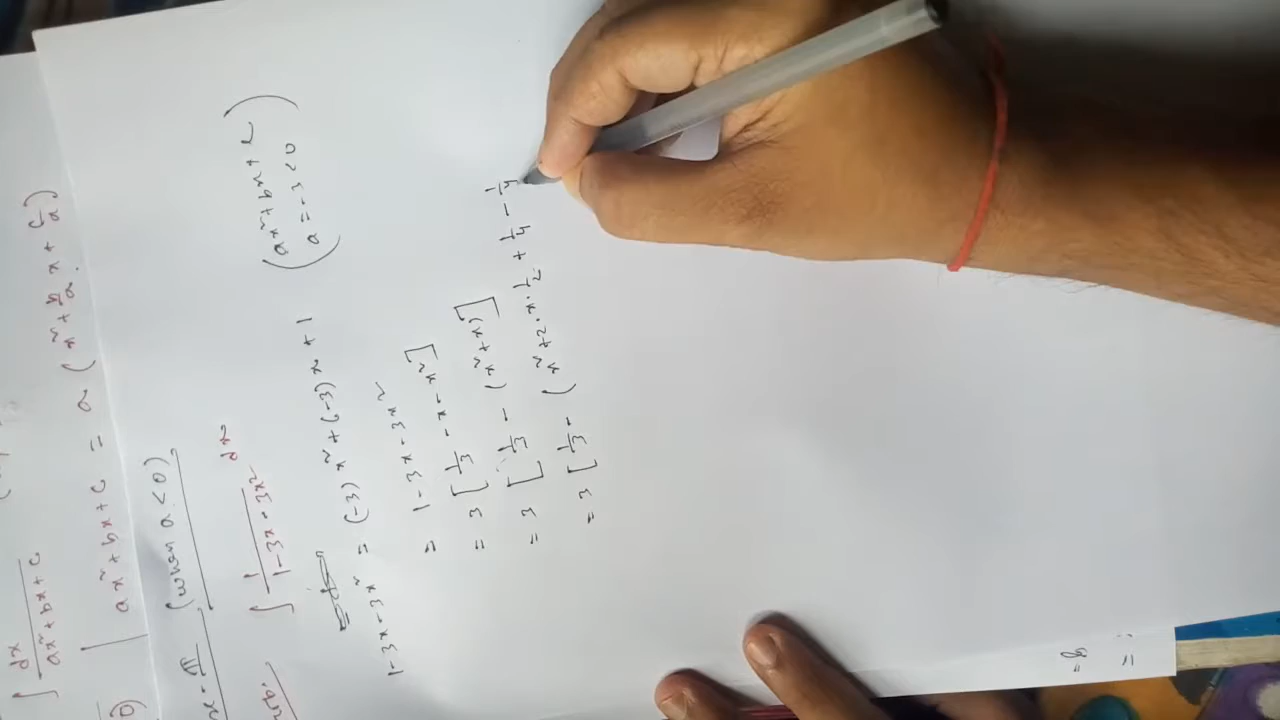 ∫ dx/(ax²+bx+c)
ax²+bx+c = a (x² + b/a x + c/a)
(when a < 0)
∫ 1/(1-3x-3x²) dx
1-3x-3x² = (-3)x² + (-3)x + 1 (ax²+bx+c)
(a = -3 < 0)
= 1-3x-3x²
= 3 [1/3 - x - x²]
= 3 [1/3 - (x²+x)]
= 3 [1/3 - (x² + 2·x·1/2 + 1/4 - 1/4